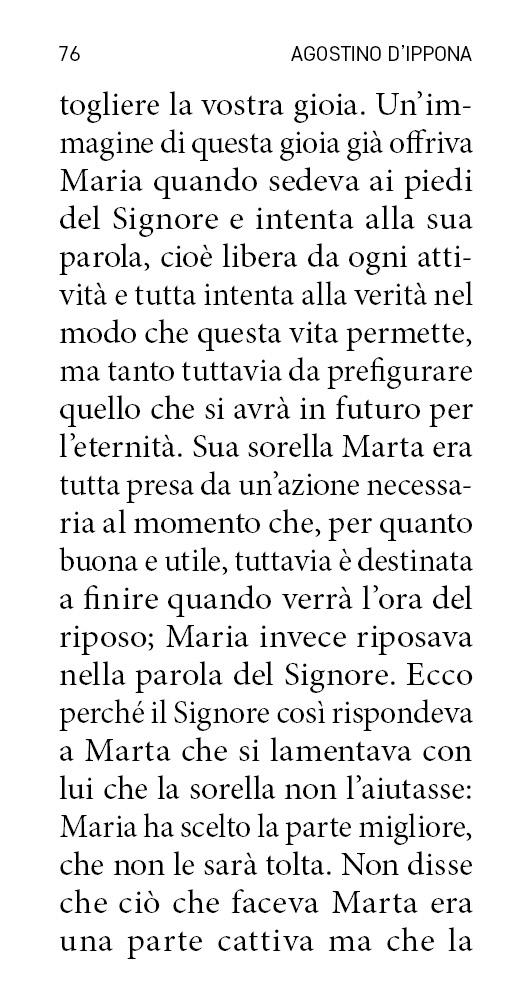 76 AGOSTINO D'IPPONA
togliere la vostra gioia. Un'im-
magine di questa gioia già offriva
Maria quando sedeva ai piedi
del Signore e intenta alla sua
parola, cioè libera da ogni atti-
vità e tutta intenta alla verità nel
modo che questa vita permette,
ma tanto tuttavia da prefigurare
quello che si avrà in futuro per
l'eternità. Sua sorella Marta era
tutta presa da un'azione necessa-
ria al momento che, per quanto
buona e utile, tuttavia è destinata
a finire quando verrà l'ora del
riposo; Maria invece riposava
nella parola del Signore. Ecco
perché il Signore così rispondeva
a Marta che si lamentava con
lui che la sorella non l'aiutasse:
Maria ha scelto la parte migliore,
che non le sarà tolta. Non disse
che ciò che faceva Marta era
una parte cattiva ma che la